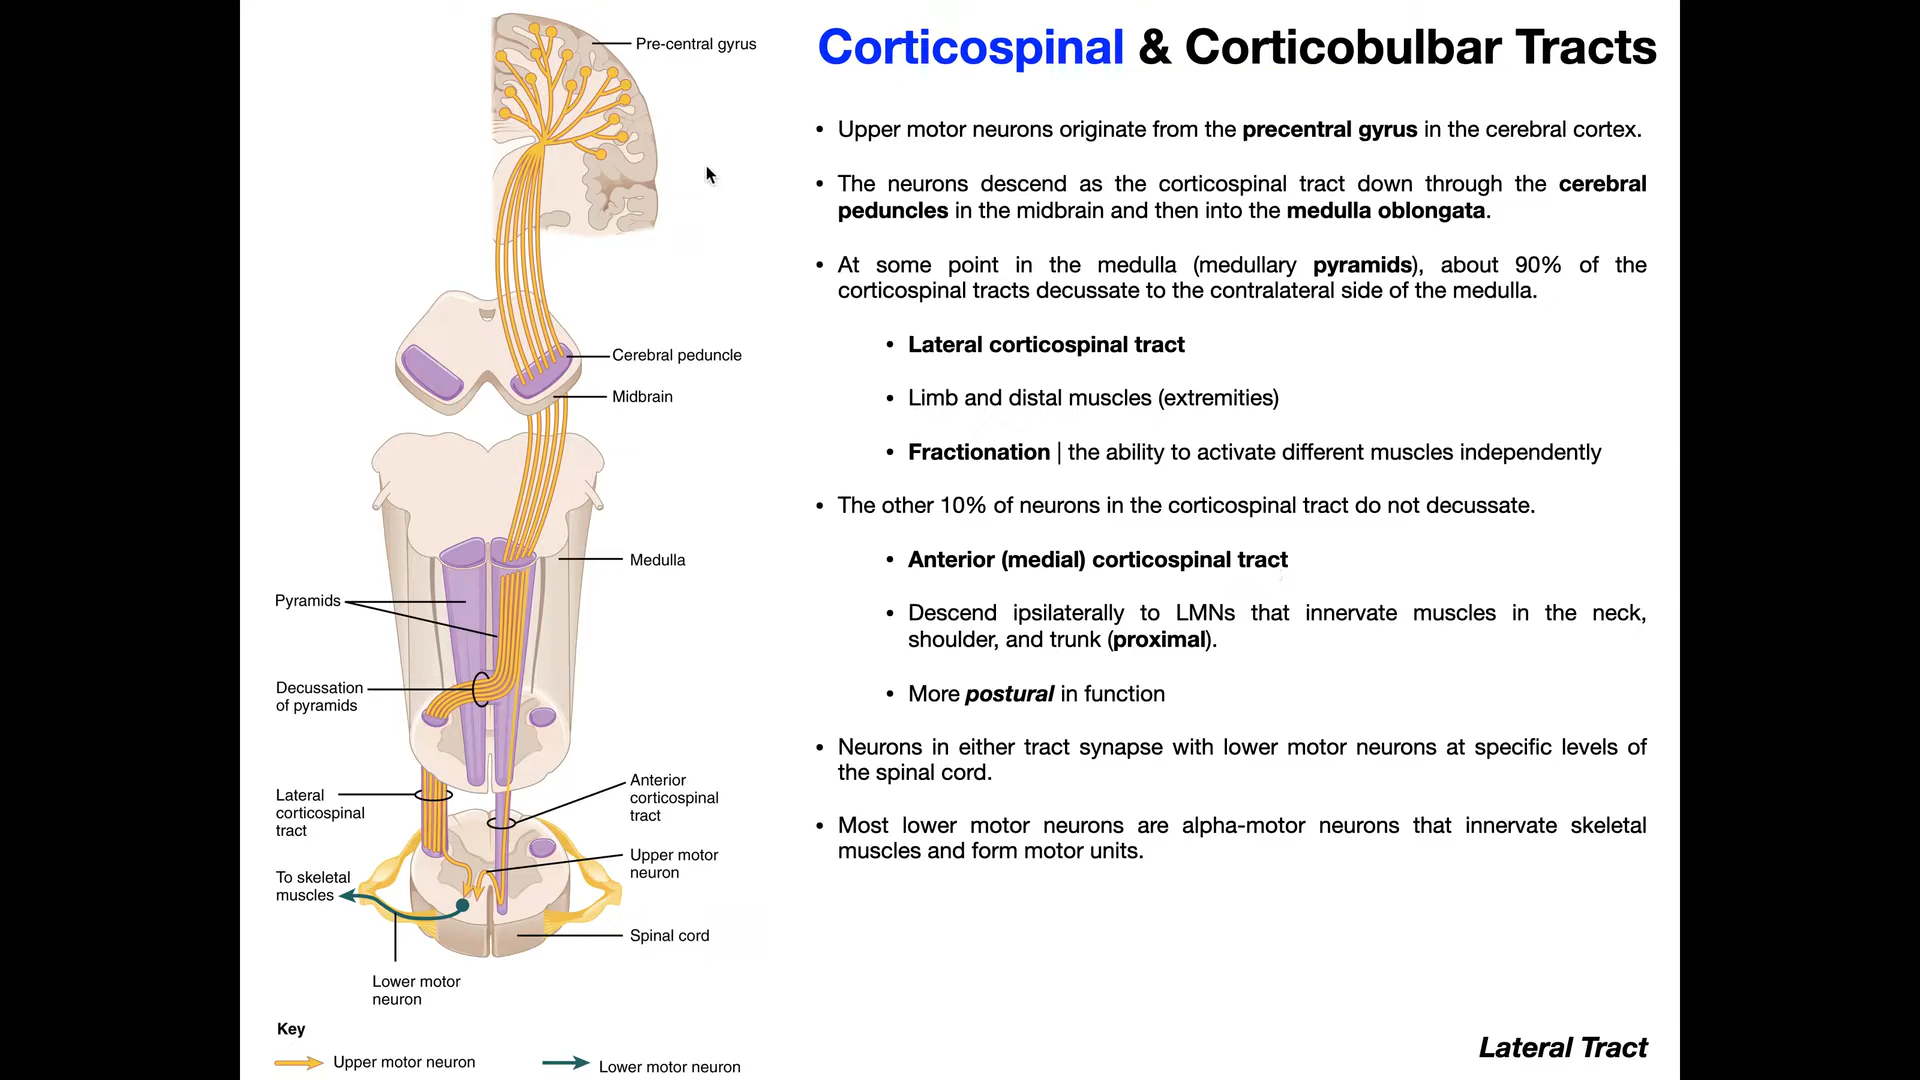 Corticospinal & Corticobulbar Tracts
• Upper motor neurons originate from the precentral gyrus in the cerebral cortex.
• The neurons descend as the corticospinal tract down through the cerebral
peduncles in the midbrain and then into the medulla oblongata.
• At some point in the medulla (medullary pyramids), about 90% of the
corticospinal tracts decussate to the contralateral side of the medulla.
• Lateral corticospinal tract
• Limb and distal muscles (extremities)
• Fractionation | the ability to activate different muscles independently
• The other 10% of neurons in the corticospinal tract do not decussate.
• Anterior (medial) corticospinal tract
• Descend ipsilaterally to LMNs that innervate muscles in the neck,
shoulder, and trunk (proximal).
• More postural in function
• Neurons in either tract synapse with lower motor neurons at specific levels of
the spinal cord.
• Most lower motor neurons are alpha-motor neurons that innervate skeletal
muscles and form motor units.
Lateral Tract
Pre-central gyrus
Cerebral peduncle
Midbrain
Medulla
Pyramids
Decussation
of pyramids
Lateral
corticospinal
tract
Anterior
corticospinal
tract
Upper motor
neuron
To skeletal
muscles
Spinal cord
Lower motor
neuron
Key
Upper motor neuron
Lower motor neuron